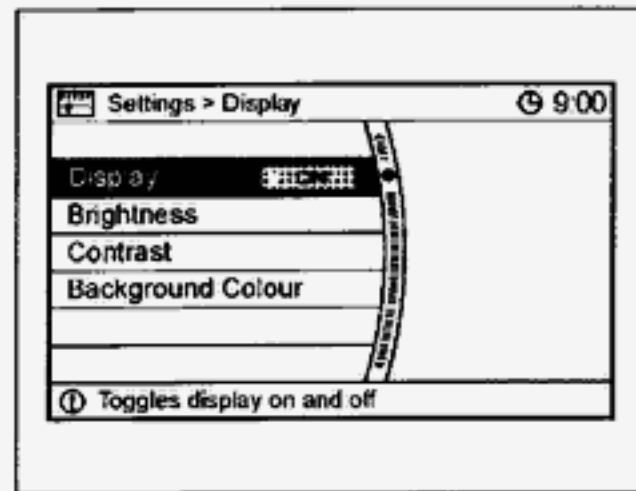 Settings > Display
9:00
Display
Brightness
Contrast
Background Colour
Toggles display on and off